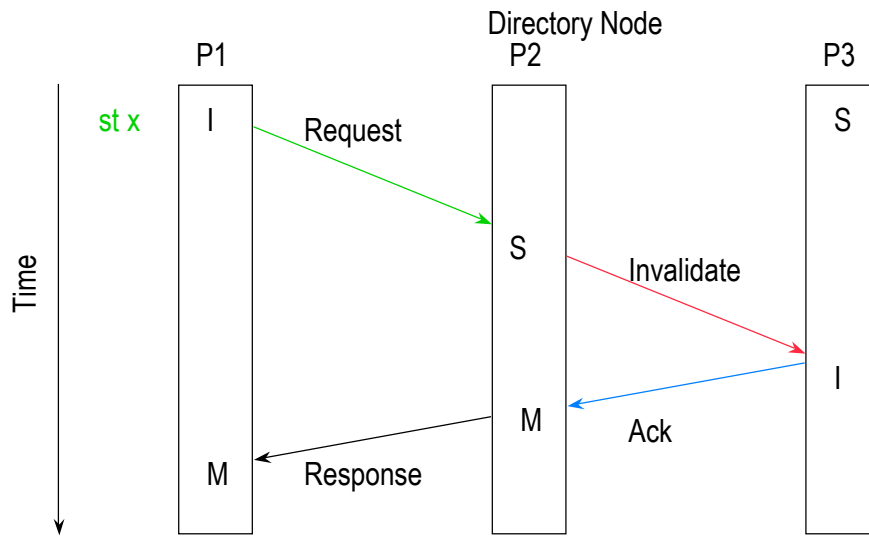 Directory Node
P1
P2
P3
st x
I
Request
S
S
Invalidate
Time
I
M
Ack
M
Response